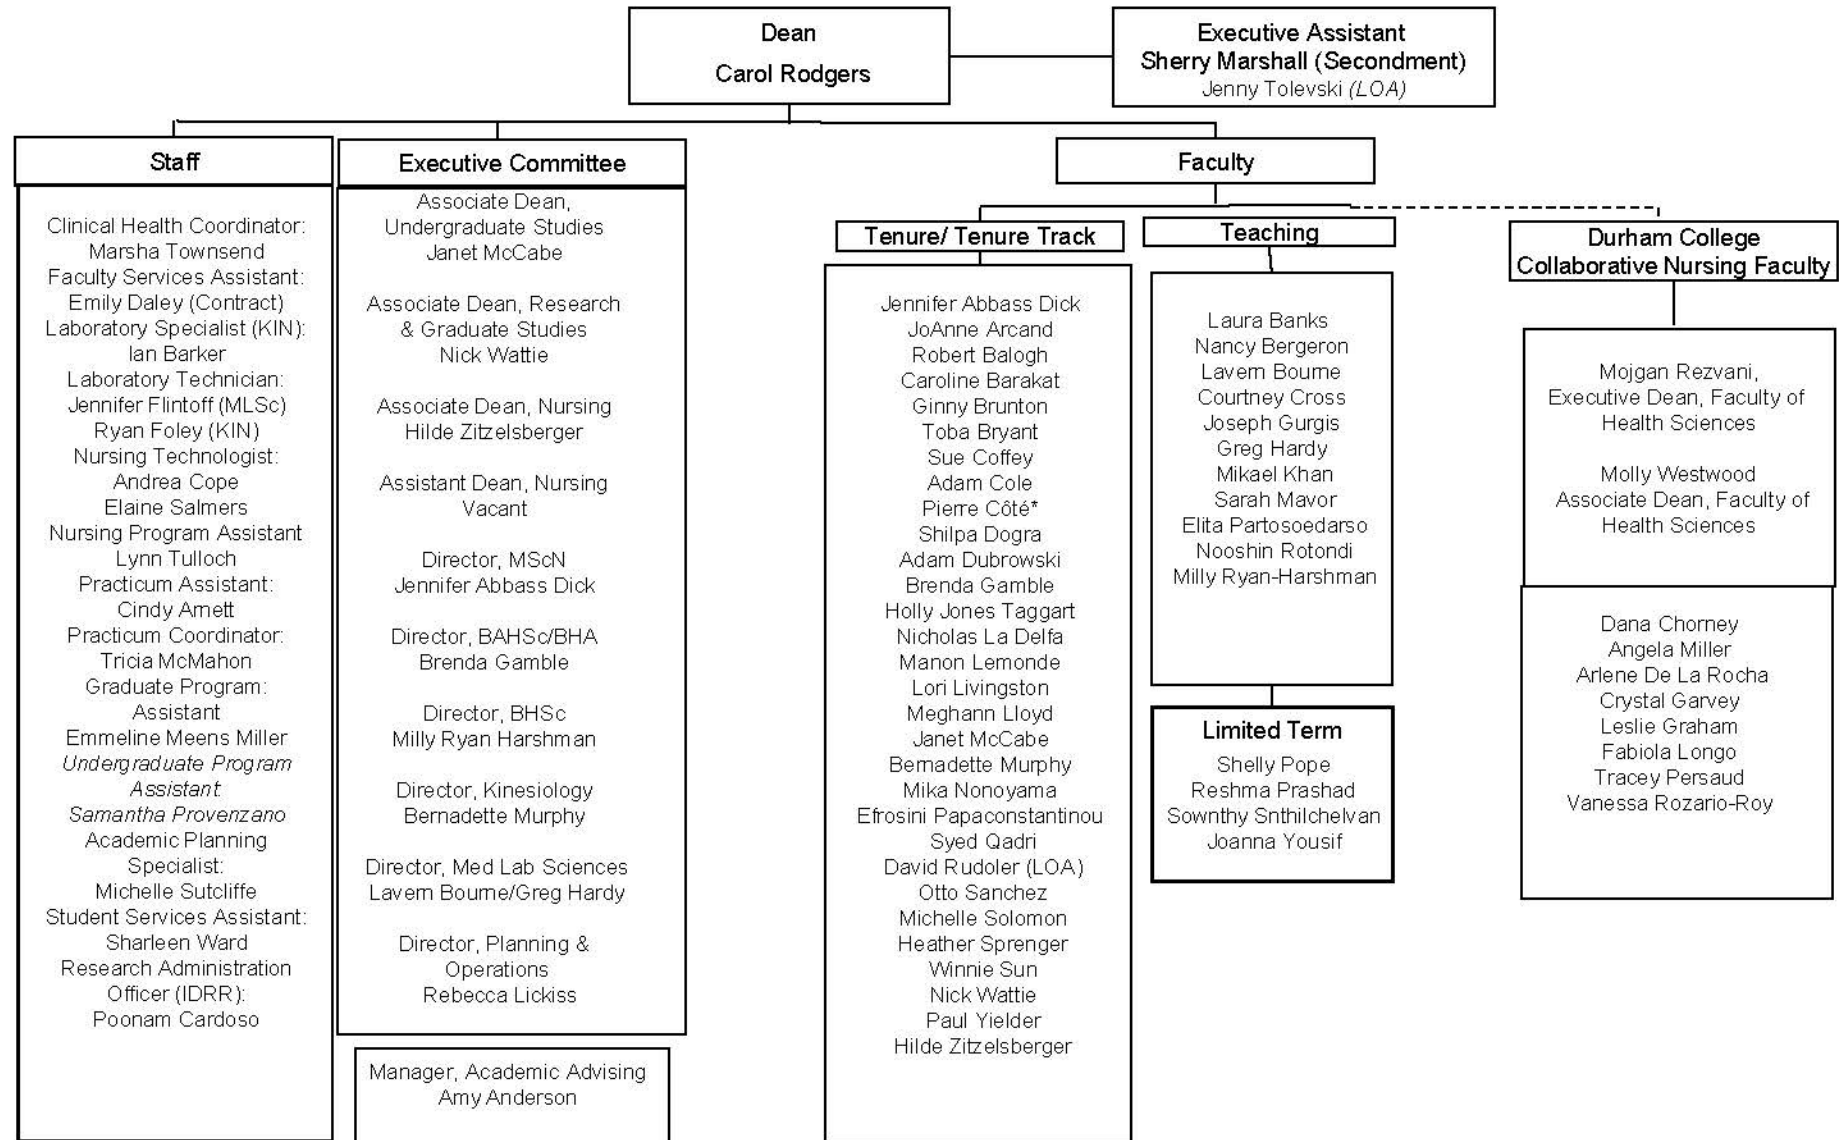 Dean
Carol Rodgers
Executive Assistant
Sherry Marshall (Secondment)
Jenny Tolevski (LOA)
Staff
Clinical Health Coordinator:
Marsha Townsend
Faculty Services Assistant:
Emily Daley (Contract)
Laboratory Specialist (KIN):
Ian Barker
Laboratory Technician:
Jennifer Flintoff (MLSc)
Ryan Foley (KIN)
Nursing Technologist:
Andrea Cope
Elaine Salmers
Nursing Program Assistant
Lynn Tulloch
Practicum Assistant:
Cindy Arnett
Practicum Coordinator:
Tricia McMahon
Graduate Program:
Assistant
Emmeline Meens Miller
Undergraduate Program
Assistant:
Samantha Provenzano
Academic Planning
Specialist:
Michelle Sutcliffe
Student Services Assistant:
Sharleen Ward
Research Administration
Officer (IDRR):
Poonam Cardoso
Executive Committee
Associate Dean,
Undergraduate Studies
Janet McCabe
Associate Dean, Research
& Graduate Studies
Nick Wattie
Associate Dean, Nursing
Hilde Zitzelsberger
Assistant Dean, Nursing
Vacant
Director, MScN
Jennifer Abbass Dick
Director, BAHSc/BHA
Brenda Gamble
Director, BHSc
Milly Ryan Harshman
Director, Kinesiology
Bernadette Murphy
Director, Med Lab Sciences
Lavern Bourne/Greg Hardy
Director, Planning &
Operations
Rebecca Lickiss
Manager, Academic Advising
Amy Anderson
Faculty
Tenure/ Tenure Track
Jennifer Abbass Dick
JoAnne Arcand
Robert Balogh
Caroline Barakat
Ginny Brunton
Toba Bryant
Sue Coffey
Adam Cole
Pierre Côté*
Shilpa Dogra
Adam Dubrowski
Brenda Gamble
Holly Jones Taggart
Nicholas La Delfa
Manon Lemonde
Lori Livingston
Meghann Lloyd
Janet McCabe
Bernadette Murphy
Mika Nonoyama
Efrosini Papaconstantinou
Syed Qadri
David Rudoler (LOA)
Otto Sanchez
Michelle Solomon
Heather Sprenger
Winnie Sun
Nick Wattie
Paul Yielder
Hilde Zitzelsberger
Teaching
Laura Banks
Nancy Bergeron
Lavern Bourne
Courtney Cross
Joseph Gurgis
Greg Hardy
Mikael Khan
Sarah Mavor
Elita Partosoedarso
Nooshin Rotondi
Milly Ryan-Harshman
Limited Term
Shelly Pope
Reshma Prashad
Sownthy Snthilchelvan
Joanna Yousif
Durham College
Collaborative Nursing Faculty
Mojgan Rezvani,
Executive Dean, Faculty of
Health Sciences
Molly Westwood
Associate Dean, Faculty of
Health Sciences
Dana Chorney
Angela Miller
Arlene De La Rocha
Crystal Garvey
Leslie Graham
Fabiola Longo
Tracey Persaud
Vanessa Rozario-Roy